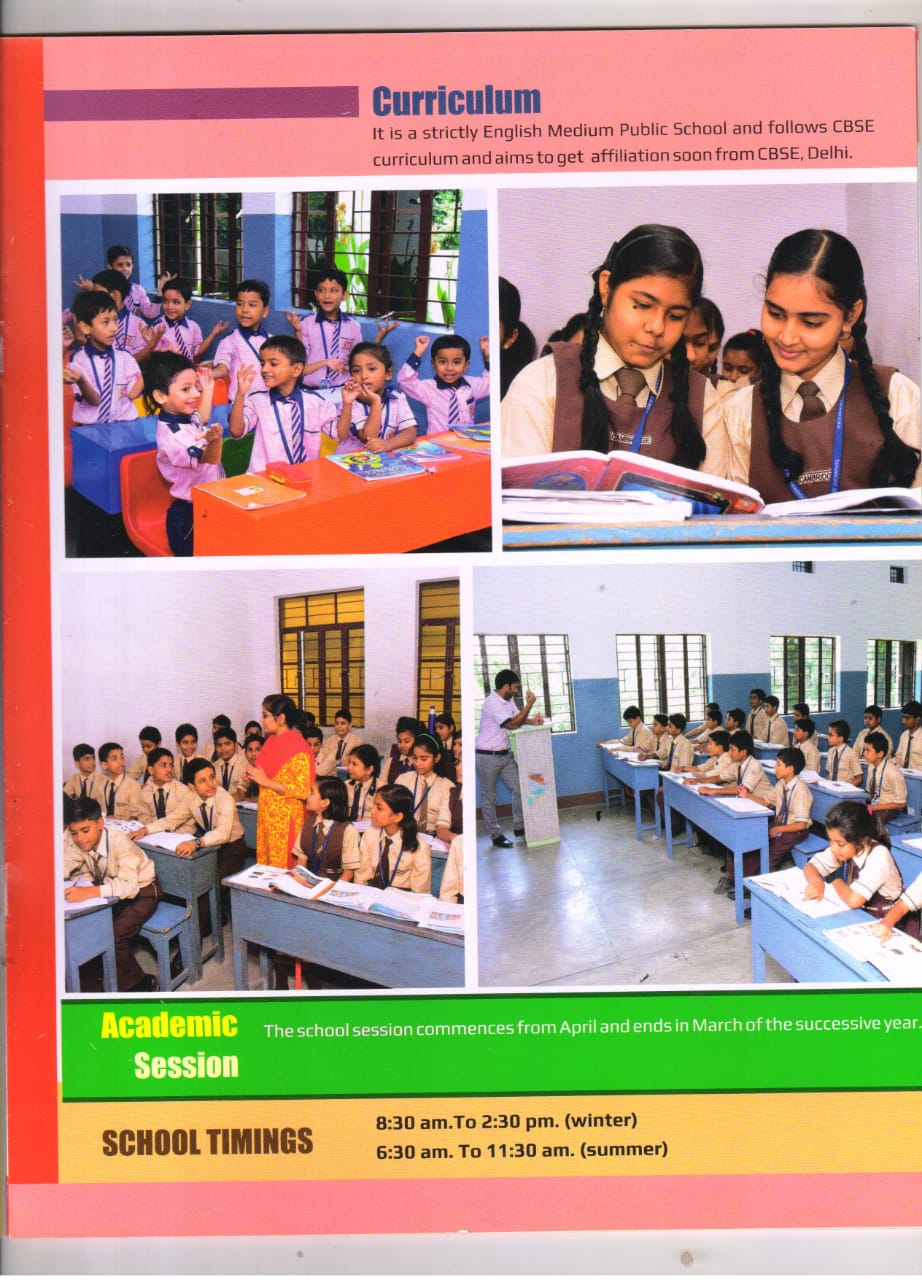 Curriculum
It is a strictly English Medium Public School and follows CBSE
curriculum and aims to get affiliation soon from CBSE, Delhi.
Academic
Session
The school session commences from April and ends in March of the successive year.
SCHOOL TIMINGS
8:30 am.To 2:30 pm. (winter)
6:30 am. To 11:30 am. (summer)